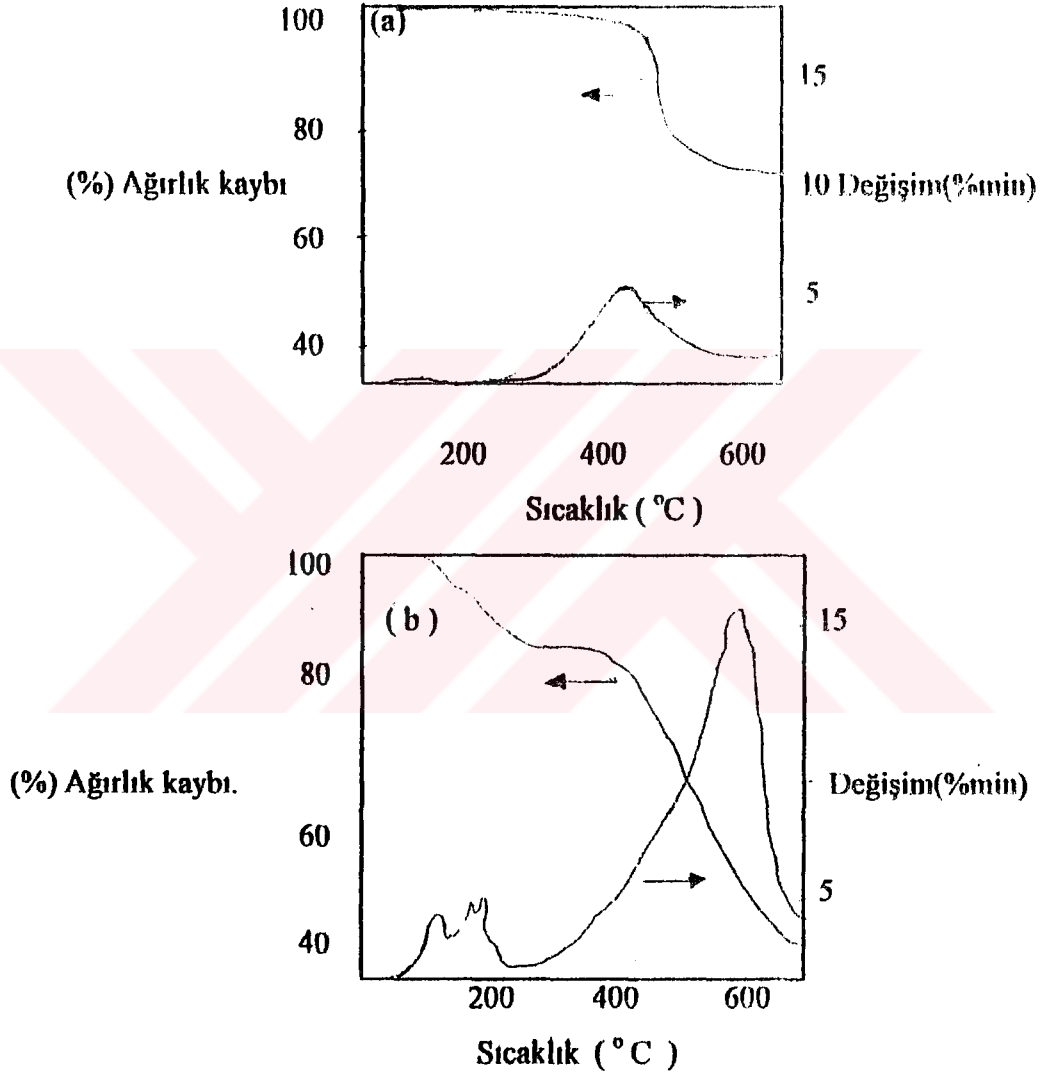 100 (a)
15
80
(%) Ağırlık kaybı
10 Değişim(%min)
60
5
40
200 400 600
Sıcaklık ( °C )
100
( b )
15
80
(%) Ağırlık kaybı.
Değişim(%min)
60
5
40
200 400 600
Sıcaklık ( °C )